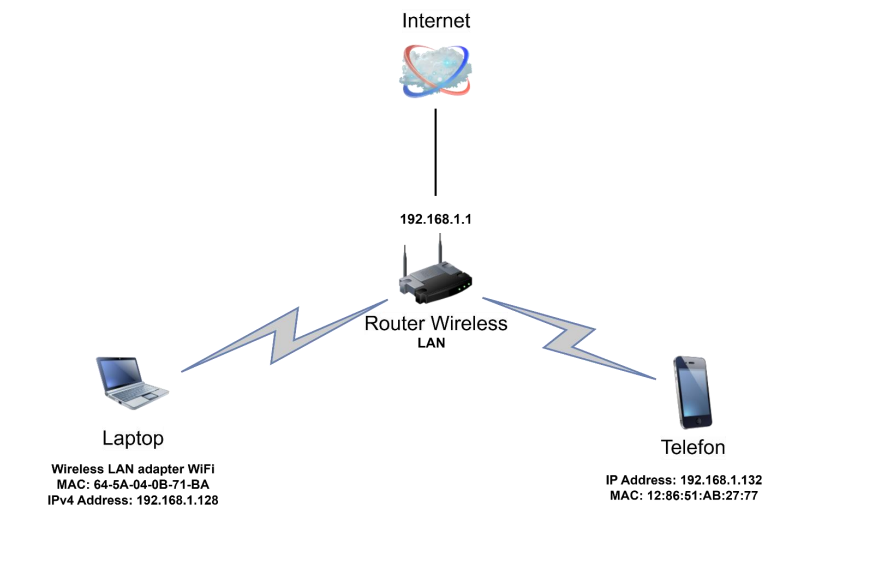 Internet
192.168.1.1
Router Wireless
LAN
Laptop
Wireless LAN adapter WiFi
MAC: 64-5A-04-0B-71-BA
IPv4 Address: 192.168.1.128
Telefon
IP Address: 192.168.1.132
MAC: 12:86:51:AB:27:77